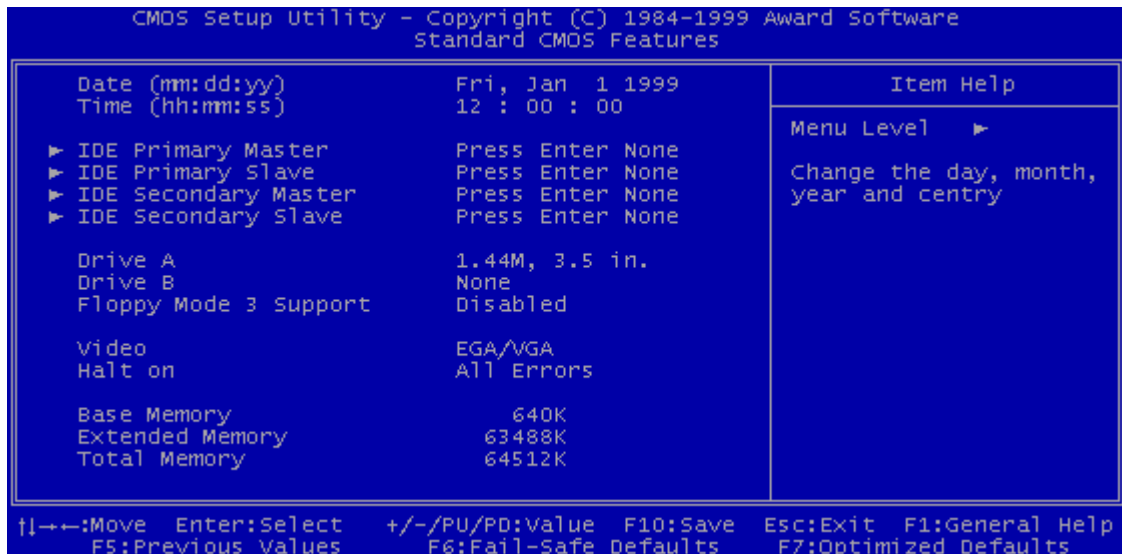 CMOS Setup Utility - Copyright (C) 1984-1999 Award Software
Standard CMOS Features
Date (mm:dd:yy) Fri, Jan 1 1999
Time (hh:mm:ss) 12 : 00 : 00
► IDE Primary Master Press Enter None
► IDE Primary Slave Press Enter None
► IDE Secondary Master Press Enter None
► IDE Secondary Slave Press Enter None
Drive A 1.44M, 3.5 in.
Drive B None
Floppy Mode 3 Support Disabled
Video EGA/VGA
Halt on All Errors
Base Memory 640K
Extended Memory 63488K
Total Memory 64512K
Item Help
Menu Level ►
Change the day, month,
year and centry
↑↓→←:Move Enter:Select +/-/PU/PD:Value F10:Save Esc:Exit F1:General Help
F5:Previous Values F6:Fail-Safe Defaults F7:Optimized Defaults